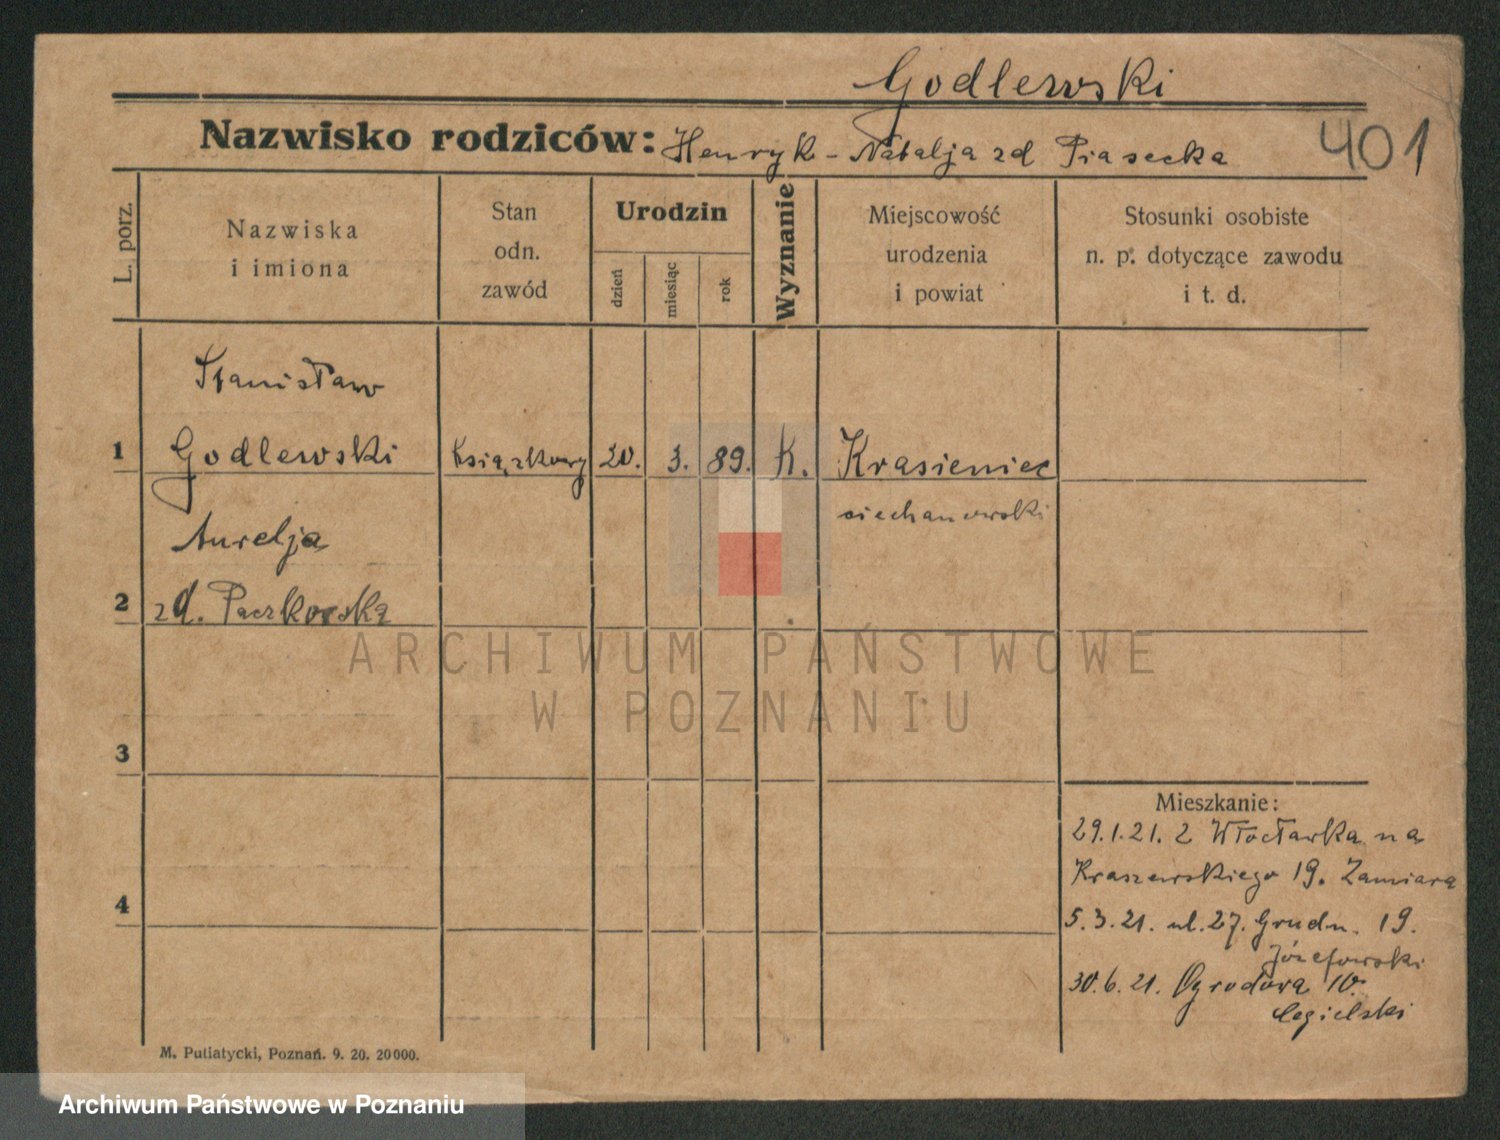 Godlewski
Nazwisko rodziców: Henryk - Natalja zd Piasecka
401
L. porz.
Nazwiska
i imiona
Stan
odn.
zawód
Urodzin
dzień
miesiąc
rok
Wyznanie
Miejscowość
urodzenia
i powiat
Stosunki osobiste
n. p. dotyczące zawodu
i t. d.
Stanisław
1 Godlewski Książkowy 20. 3. 89. K. Krasieniec
ciechanowski
Aurelja
2 zd. Paczkowska
3
4
Mieszkanie:
29.1.21. z Włocławka na
Kraszewskiego 19. Zamiara
5.3.21. ul. 27. Grudn. 19.
Józefowski
30.6.21. Ogrodowa 10.
Cegielski
M. Putiatycki, Poznań. 9. 20. 20000.
ARCHIWUM PAŃSTWOWE
W POZNANIU
Archiwum Państwowe w Poznaniu